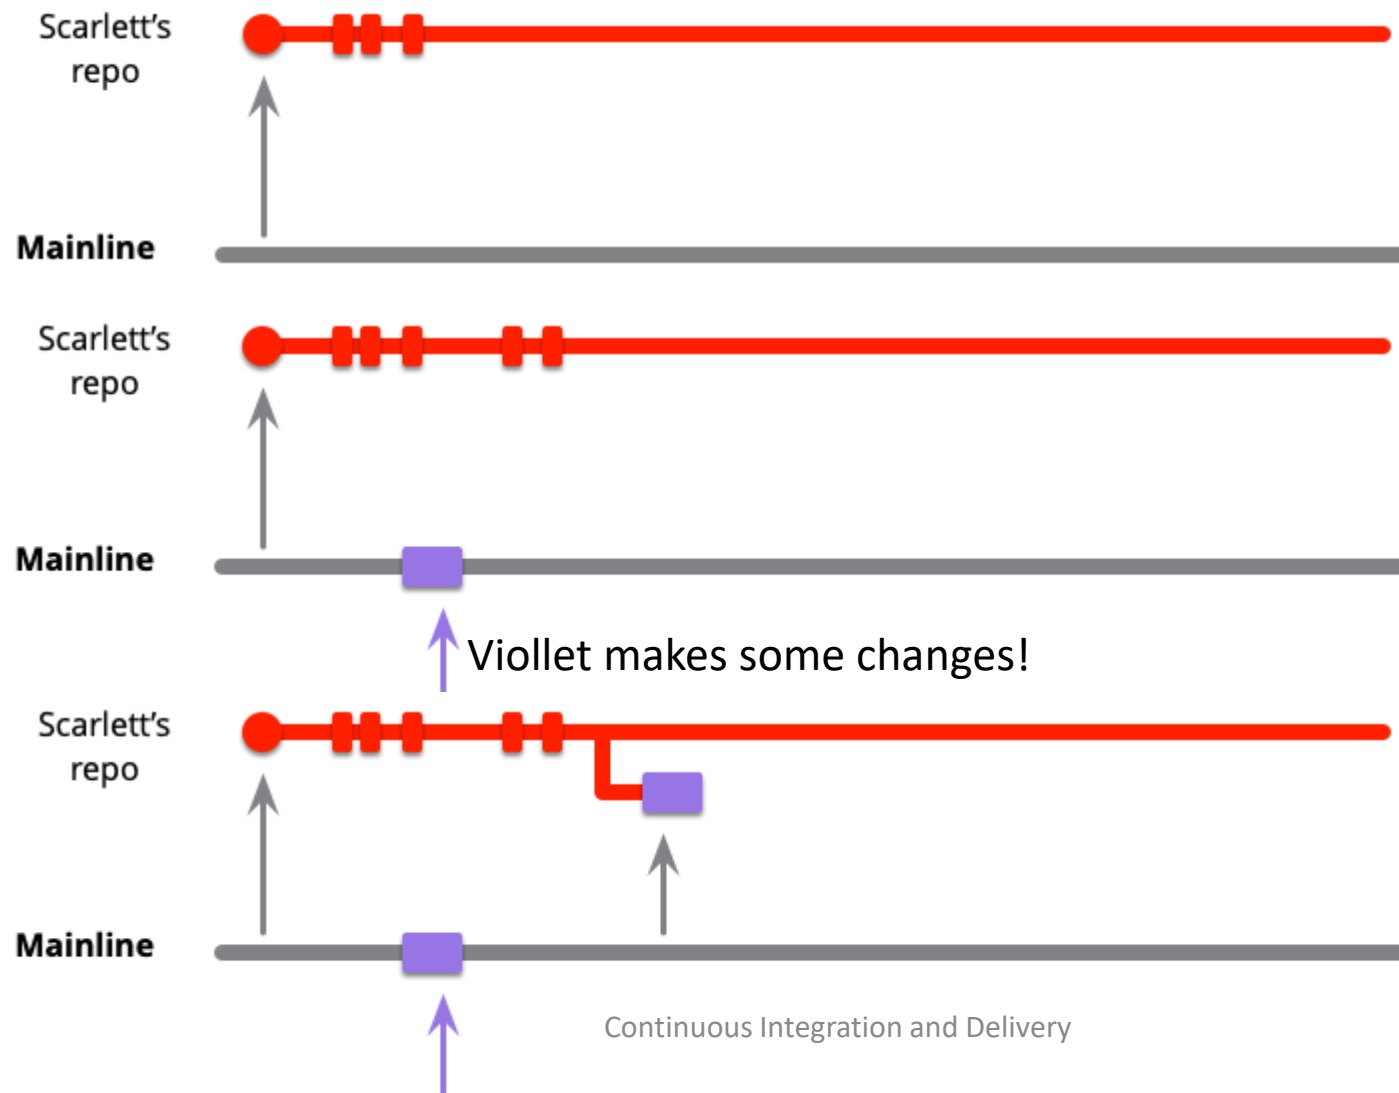 Scarlett’s
repo
Mainline
Scarlett’s
repo
Mainline
Viollet makes some changes!
Scarlett’s
repo
Mainline
Continuous Integration and Delivery